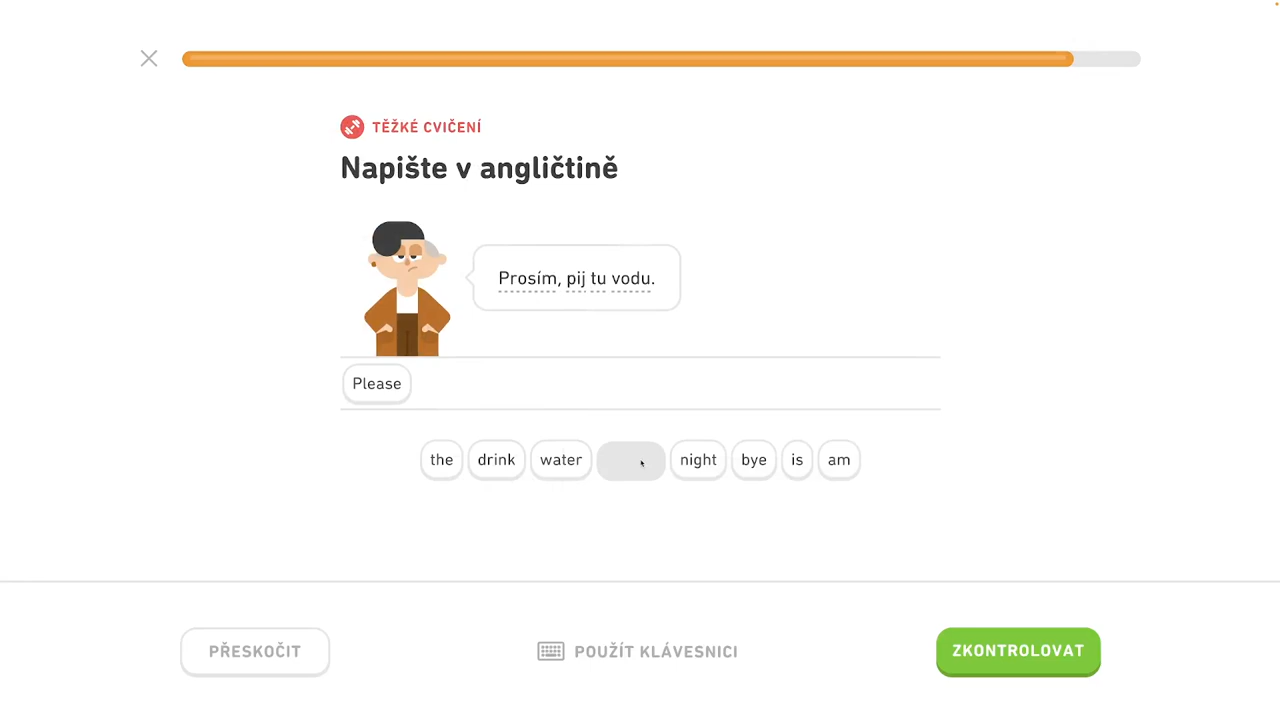 TĚŽKÉ CVIČENÍ
Napište v angličtině
Prosím, pij tu vodu.
Please
the drink water night bye is am
PŘESKOČIT
POUŽÍT KLÁVESNICI
ZKONTROLOVAT